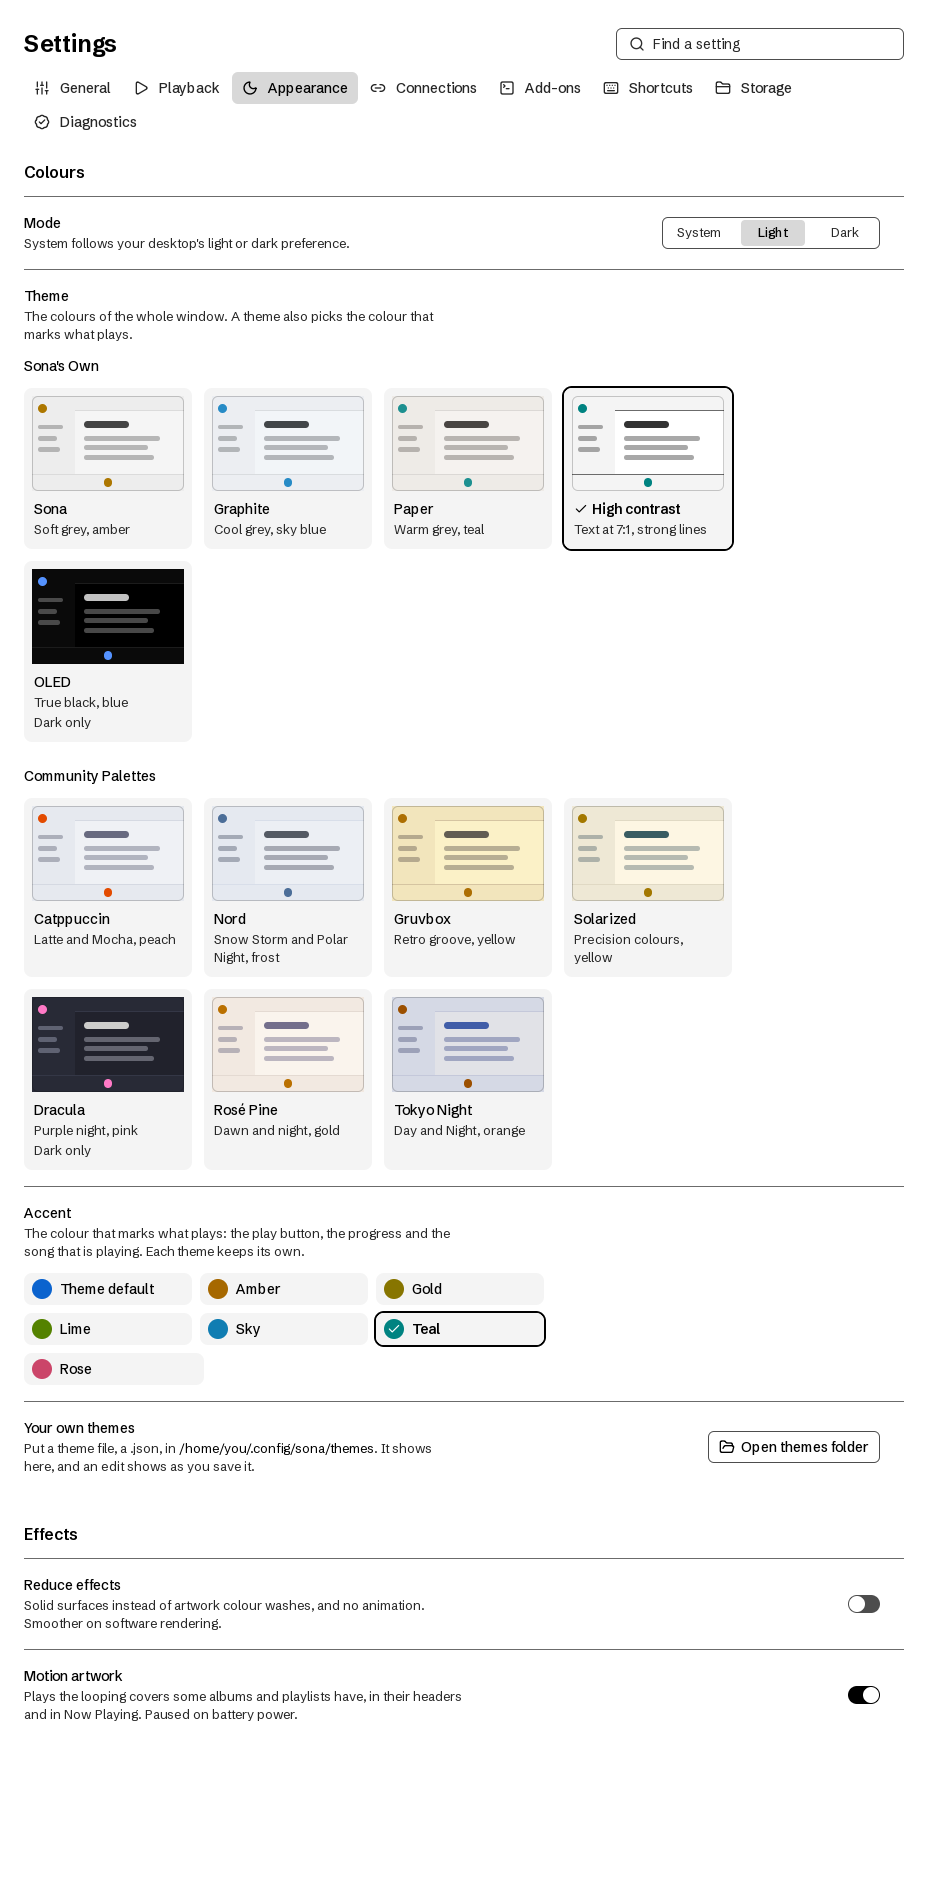 Settings
Find a setting
General
Playback
Appearance
Connections
Add-ons
Shortcuts
Storage
Diagnostics
Colours
Mode
System follows your desktop's light or dark preference.
System
Light
Dark
Theme
The colours of the whole window. A theme also picks the colour that
marks what plays.
Sona's Own
Sona
Soft grey, amber
Graphite
Cool grey, sky blue
Paper
Warm grey, teal
High contrast
Text at 7:1, strong lines
OLED
True black, blue
Dark only
Community Palettes
Catppuccin
Latte and Mocha, peach
Nord
Snow Storm and Polar
Night, frost
Gruvbox
Retro groove, yellow
Solarized
Precision colours,
yellow
Dracula
Purple night, pink
Dark only
Rosé Pine
Dawn and night, gold
Tokyo Night
Day and Night, orange
Accent
The colour that marks what plays: the play button, the progress and the
song that is playing. Each theme keeps its own.
Theme default
Amber
Gold
Lime
Sky
Teal
Rose
Your own themes
Put a theme file, a .json, in /home/you/.config/sona/themes. It shows
here, and an edit shows as you save it.
Open themes folder
Effects
Reduce effects
Solid surfaces instead of artwork colour washes, and no animation.
Smoother on software rendering.
Motion artwork
Plays the looping covers some albums and playlists have, in their headers
and in Now Playing. Paused on battery power.